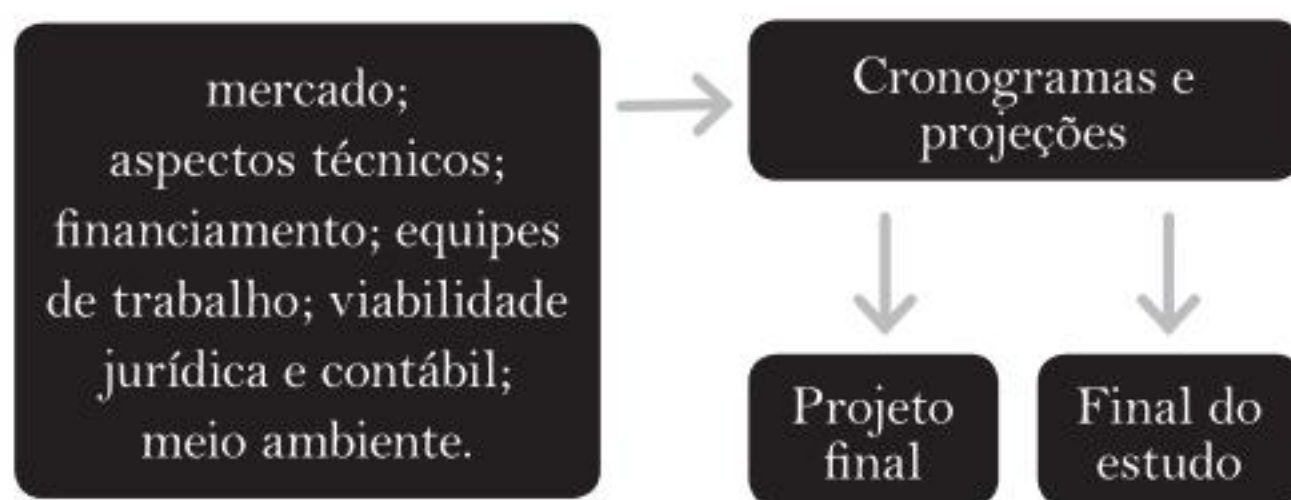 mercado;
aspectos técnicos;
financiamento; equipes
de trabalho; viabilidade
jurídica e contábil;
meio ambiente.
Cronogramas e
projeções
Projeto
final
Final do
estudo